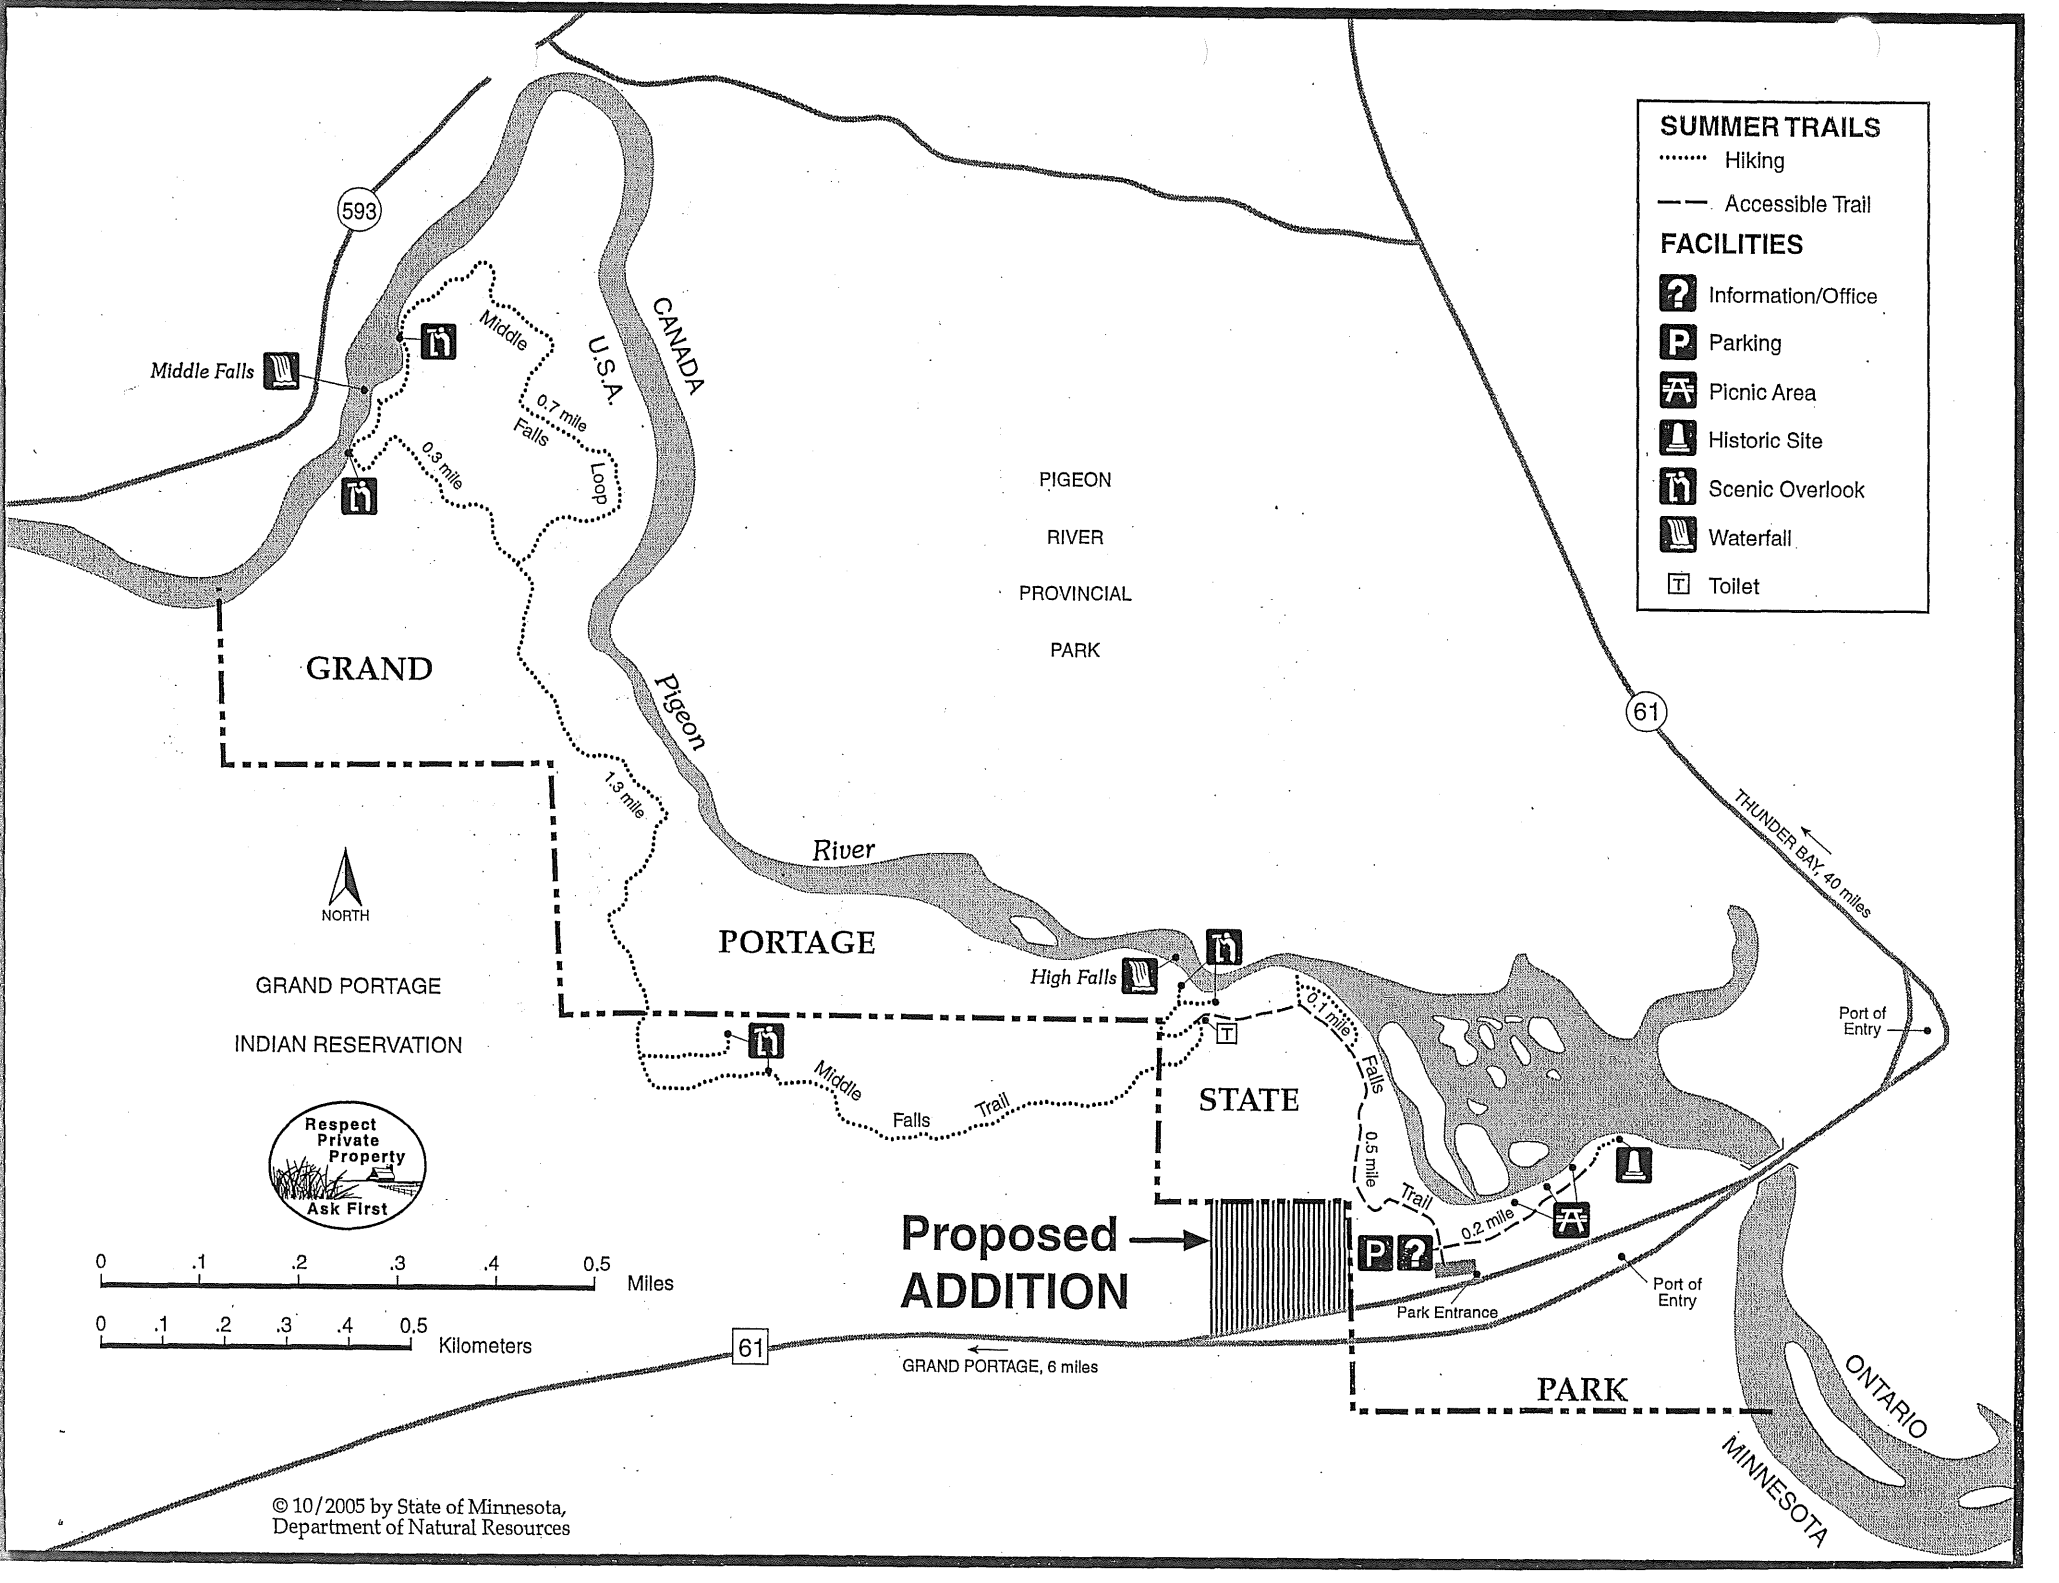 SUMMER TRAILS
Hiking
Accessible Trail
FACILITIES
? Information/Office
P Parking
Picnic Area
Historic Site
Scenic Overlook
Waterfall
T Toilet
593
CANADA
U.S.A.
Middle
0.7 mile
Falls
Loop
Middle Falls
0.3 mile
PIGEON
RIVER
PROVINCIAL
PARK
GRAND
Pigeon
61
1.3 mile
THUNDER BAY, 40 miles
River
NORTH
PORTAGE
High Falls
GRAND PORTAGE
INDIAN RESERVATION
0.1 mile
T
Port of
Entry
Middle
Falls
Trail
STATE
Falls
0.5 mile
Trail
0.2 mile
Respect
Private
Property
Ask First
Proposed
ADDITION
P ?
Park Entrance
Port of
Entry
0 .1 .2 .3 .4 0.5
Miles
0 .1 .2 .3 .4 0.5
Kilometers
61
GRAND PORTAGE, 6 miles
PARK
ONTARIO
MINNESOTA
© 10/2005 by State of Minnesota,
Department of Natural Resources